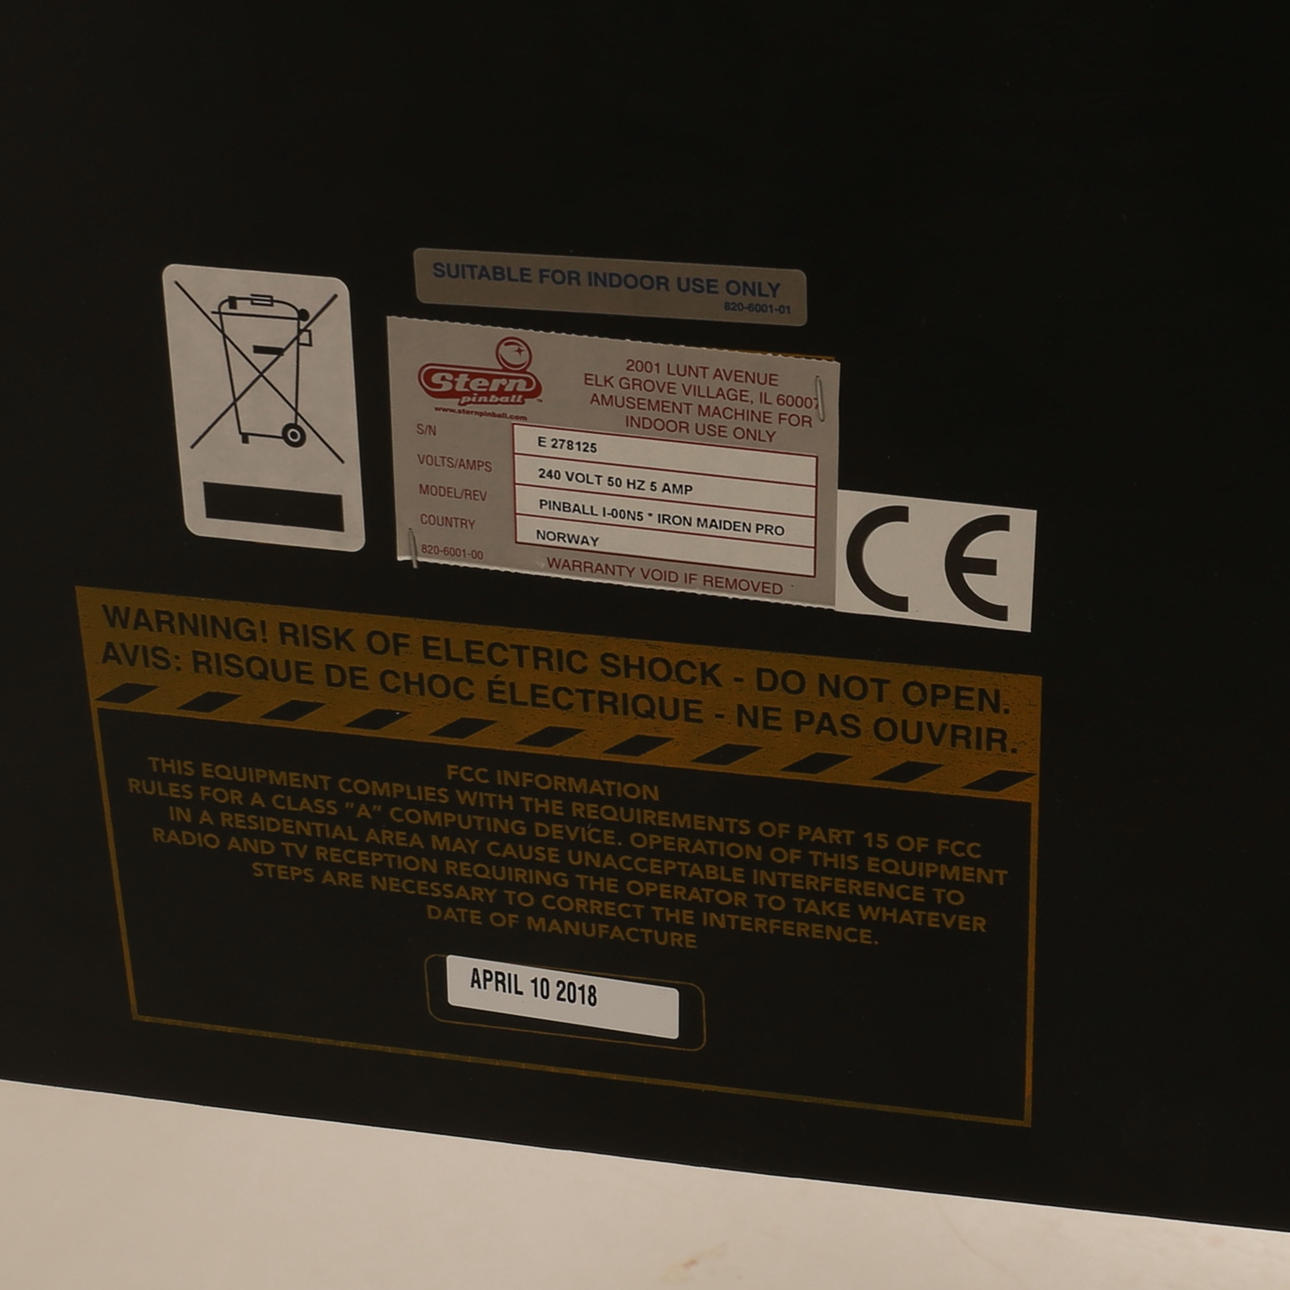 SUITABLE FOR INDOOR USE ONLY
820-6001-01
Stern
pinball
TM
www.sternpinball.com
2001 LUNT AVENUE
ELK GROVE VILLAGE, IL 60007
AMUSEMENT MACHINE FOR
INDOOR USE ONLY
S/N E 278125
VOLTS/AMPS 240 VOLT 50 HZ 5 AMP
MODEL/REV PINBALL I-00N5 * IRON MAIDEN PRO
COUNTRY NORWAY
820-6001-00 WARRANTY VOID IF REMOVED
CE
WARNING! RISK OF ELECTRIC SHOCK - DO NOT OPEN.
AVIS: RISQUE DE CHOC ÉLECTRIQUE - NE PAS OUVRIR.
FCC INFORMATION
THIS EQUIPMENT COMPLIES WITH THE REQUIREMENTS OF PART 15 OF FCC
RULES FOR A CLASS "A" COMPUTING DEVICE. OPERATION OF THIS EQUIPMENT
IN A RESIDENTIAL AREA MAY CAUSE UNACCEPTABLE INTERFERENCE TO
RADIO AND TV RECEPTION REQUIRING THE OPERATOR TO TAKE WHATEVER
STEPS ARE NECESSARY TO CORRECT THE INTERFERENCE.
DATE OF MANUFACTURE
APRIL 10 2018